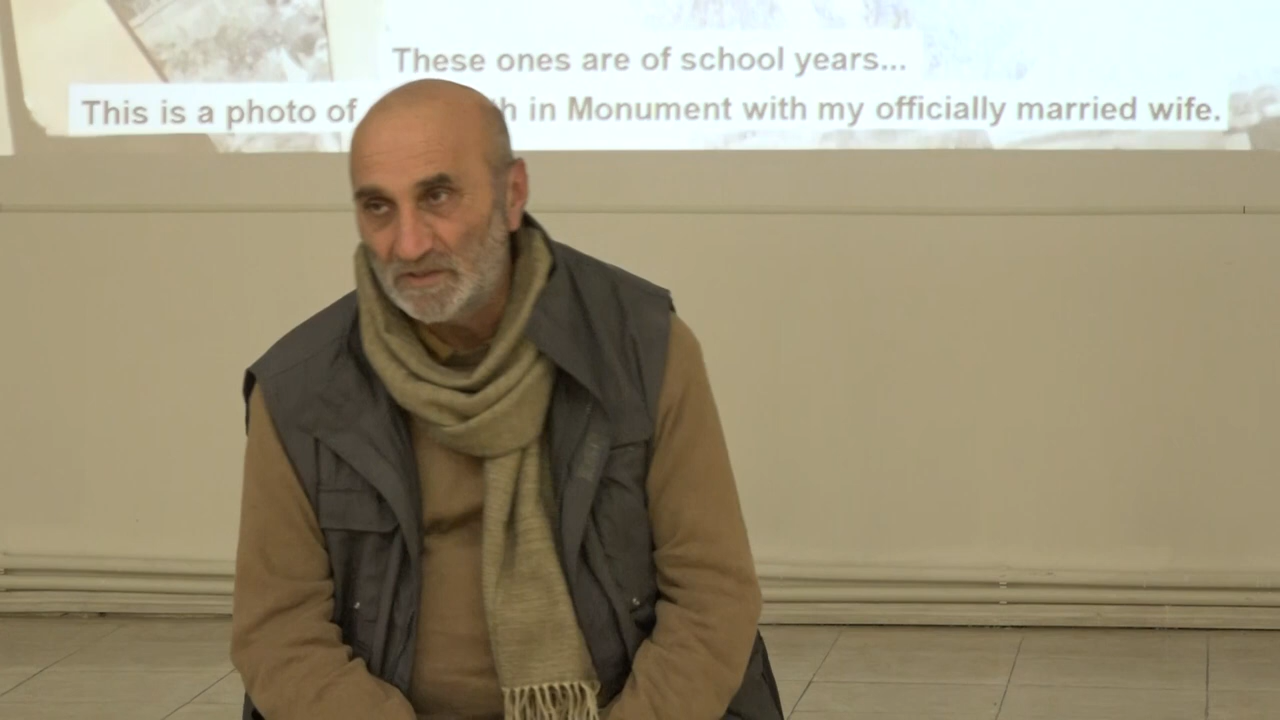 These ones are of school years...
This is a photo of in Monument with my officially married wife.